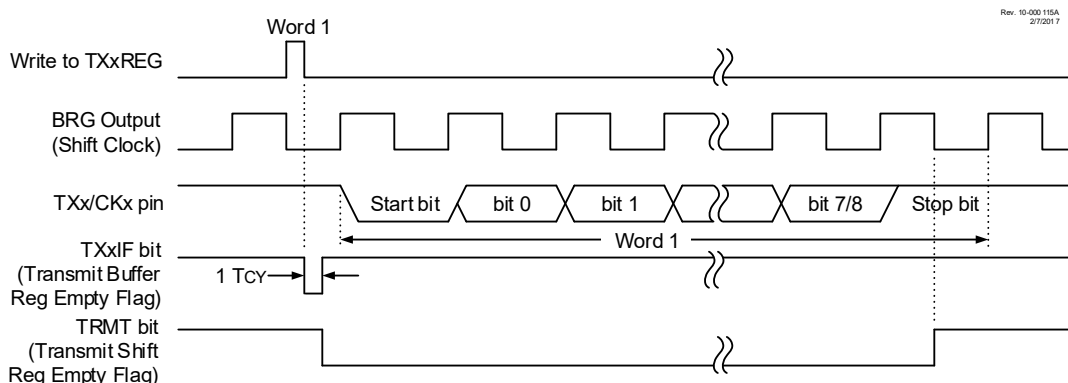 Rev. 10-000 115A
2/7/201 7
Word 1
Write to TXxREG
BRG Output
(Shift Clock)
TXx/CKx pin
Start bit
bit 0
bit 1
bit 7/8
Stop bit
Word 1
TXxIF bit
(Transmit Buffer
Reg Empty Flag)
1 TCY
TRMT bit
(Transmit Shift
Reg Empty Flag)